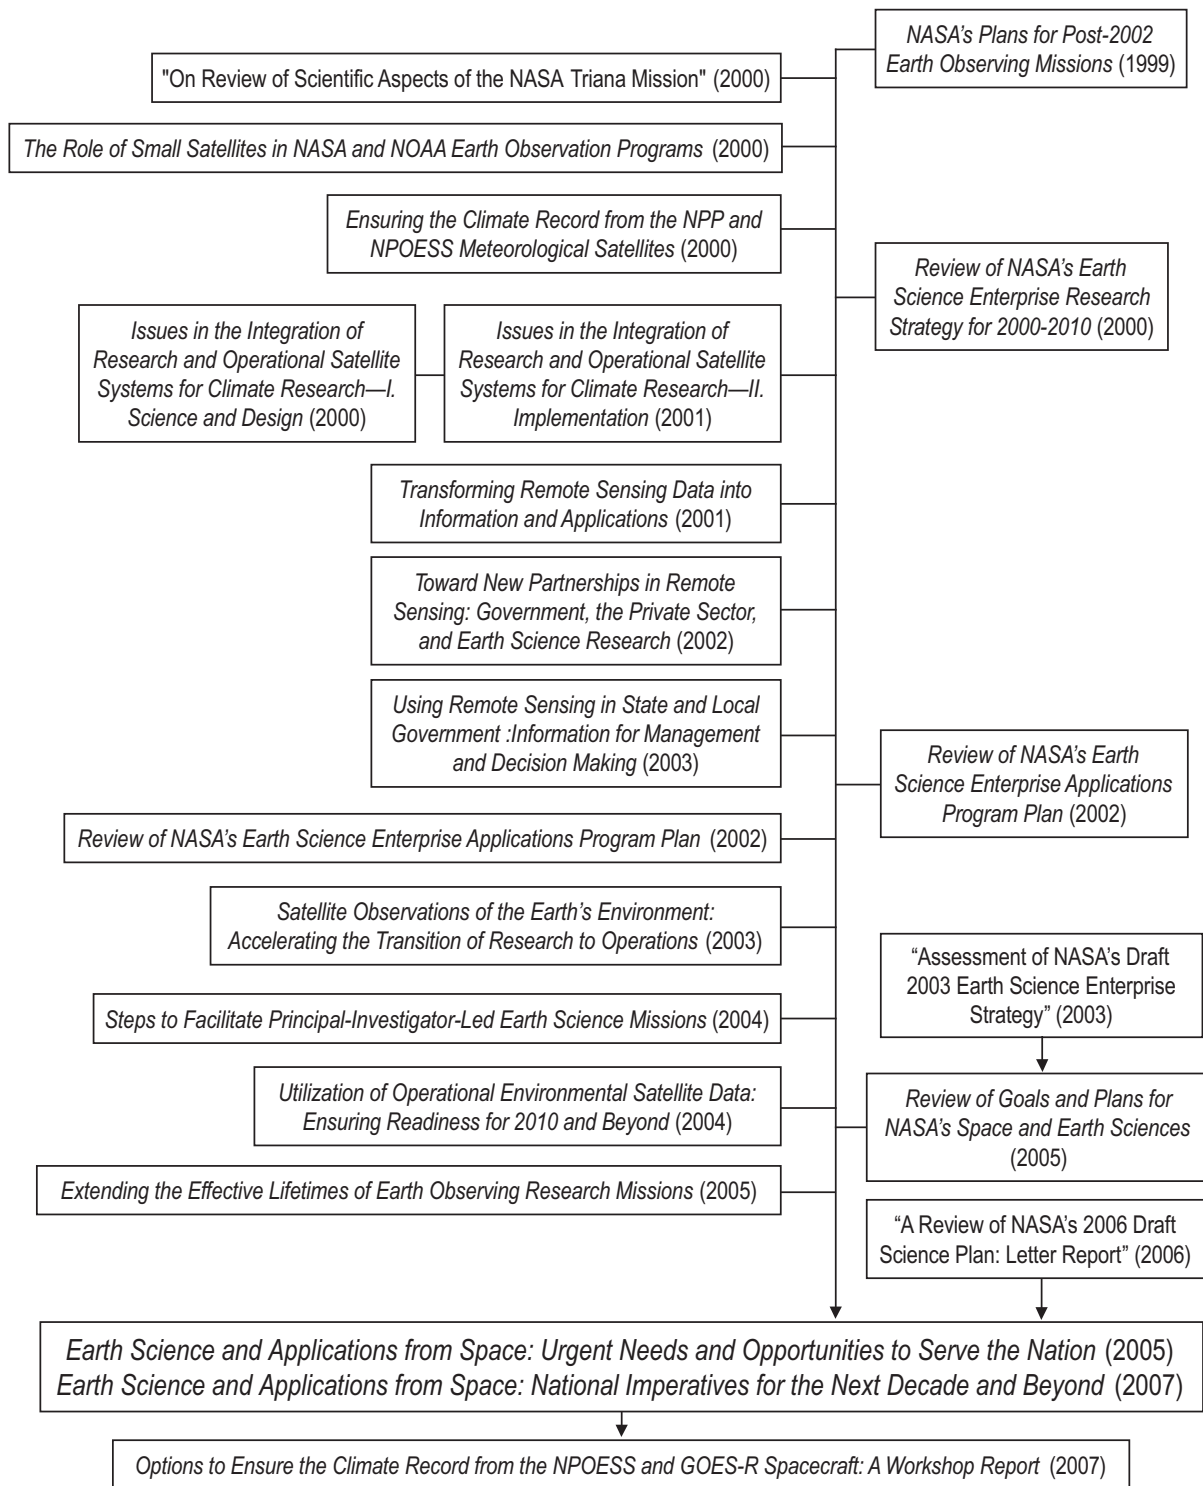 NASA's Plans for Post-2002
Earth Observing Missions (1999)
"On Review of Scientific Aspects of the NASA Triana Mission" (2000)
The Role of Small Satellites in NASA and NOAA Earth Observation Programs (2000)
Ensuring the Climate Record from the NPP and
NPOESS Meteorological Satellites (2000)
Review of NASA's Earth
Science Enterprise Research
Strategy for 2000-2010 (2000)
Issues in the Integration of
Research and Operational Satellite
Systems for Climate Research—I.
Science and Design (2000)
Issues in the Integration of
Research and Operational Satellite
Systems for Climate Research—II.
Implementation (2001)
Transforming Remote Sensing Data into
Information and Applications (2001)
Toward New Partnerships in Remote
Sensing: Government, the Private Sector,
and Earth Science Research (2002)
Using Remote Sensing in State and Local
Government :Information for Management
and Decision Making (2003)
Review of NASA's Earth
Science Enterprise Applications
Program Plan (2002)
Review of NASA's Earth Science Enterprise Applications Program Plan (2002)
Satellite Observations of the Earth's Environment:
Accelerating the Transition of Research to Operations (2003)
“Assessment of NASA's Draft
2003 Earth Science Enterprise
Strategy” (2003)
Steps to Facilitate Principal-Investigator-Led Earth Science Missions (2004)
Utilization of Operational Environmental Satellite Data:
Ensuring Readiness for 2010 and Beyond (2004)
Review of Goals and Plans for
NASA's Space and Earth Sciences
(2005)
Extending the Effective Lifetimes of Earth Observing Research Missions (2005)
“A Review of NASA's 2006 Draft
Science Plan: Letter Report” (2006)
Earth Science and Applications from Space: Urgent Needs and Opportunities to Serve the Nation (2005)
Earth Science and Applications from Space: National Imperatives for the Next Decade and Beyond (2007)
Options to Ensure the Climate Record from the NPOESS and GOES-R Spacecraft: A Workshop Report (2007)